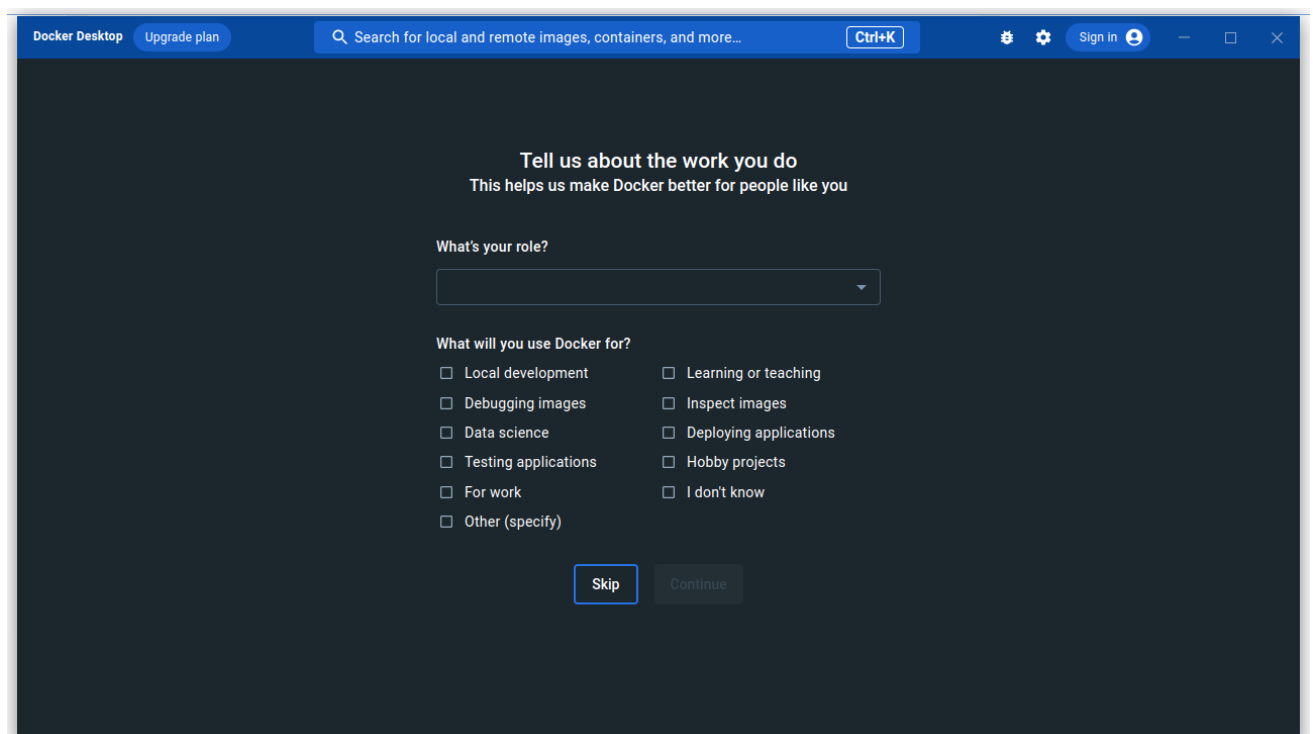 Docker Desktop Upgrade plan Search for local and remote images, containers, and more... Ctrl+K Sign in
Tell us about the work you do
This helps us make Docker better for people like you
What's your role?
What will you use Docker for?
Local development Learning or teaching
Debugging images Inspect images
Data science Deploying applications
Testing applications Hobby projects
For work I don't know
Other (specify)
Skip Continue